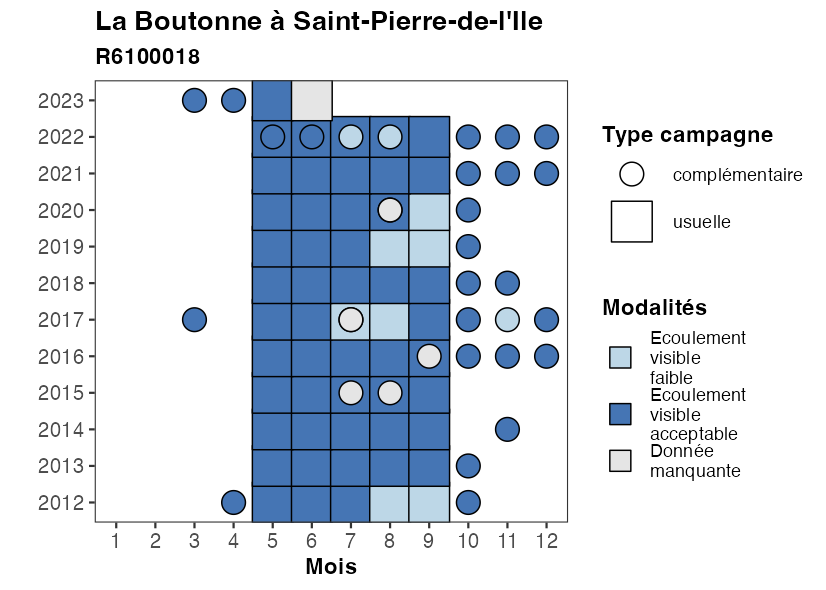 La Boutonne à Saint-Pierre-de-l'Ile
R6100018
2023
2022
2021
2020
2019
2018
2017
2016
2015
2014
2013
2012
1 2 3 4 5 6 7 8 9 10 11 12
Mois
Type campagne
complémentaire
usuelle
Modalités
Ecoulement
visible
faible
Ecoulement
visible
acceptable
Donnée
manquante